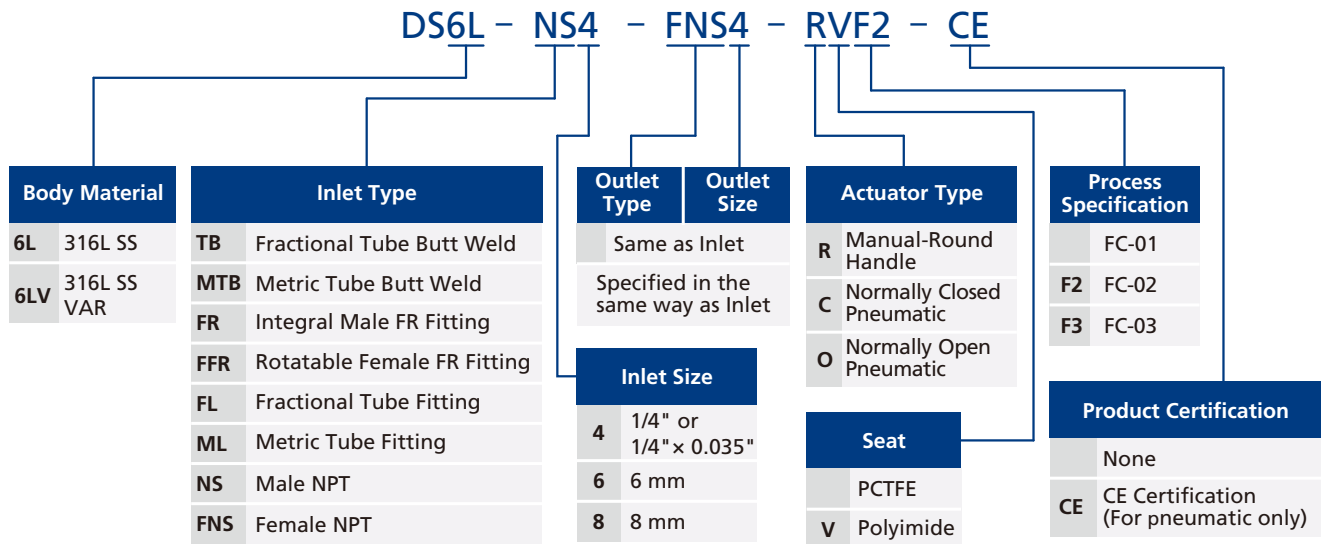 DS6L – NS4 – FNS4 – RVF2 – CE
Body Material
6L 316L SS
6LV 316L SS
VAR
Inlet Type
TB Fractional Tube Butt Weld
MTB Metric Tube Butt Weld
FR Integral Male FR Fitting
FFR Rotatable Female FR Fitting
FL Fractional Tube Fitting
ML Metric Tube Fitting
NS Male NPT
FNS Female NPT
Outlet
Type
Outlet
Size
Same as Inlet
Specified in the
same way as Inlet
Inlet Size
4 1/4" or
1/4"× 0.035"
6 6 mm
8 8 mm
Actuator Type
R Manual-Round
Handle
C Normally Closed
Pneumatic
O Normally Open
Pneumatic
Seat
PCTFE
V Polyimide
Process
Specification
FC-01
F2 FC-02
F3 FC-03
Product Certification
None
CE CE Certification
(For pneumatic only)